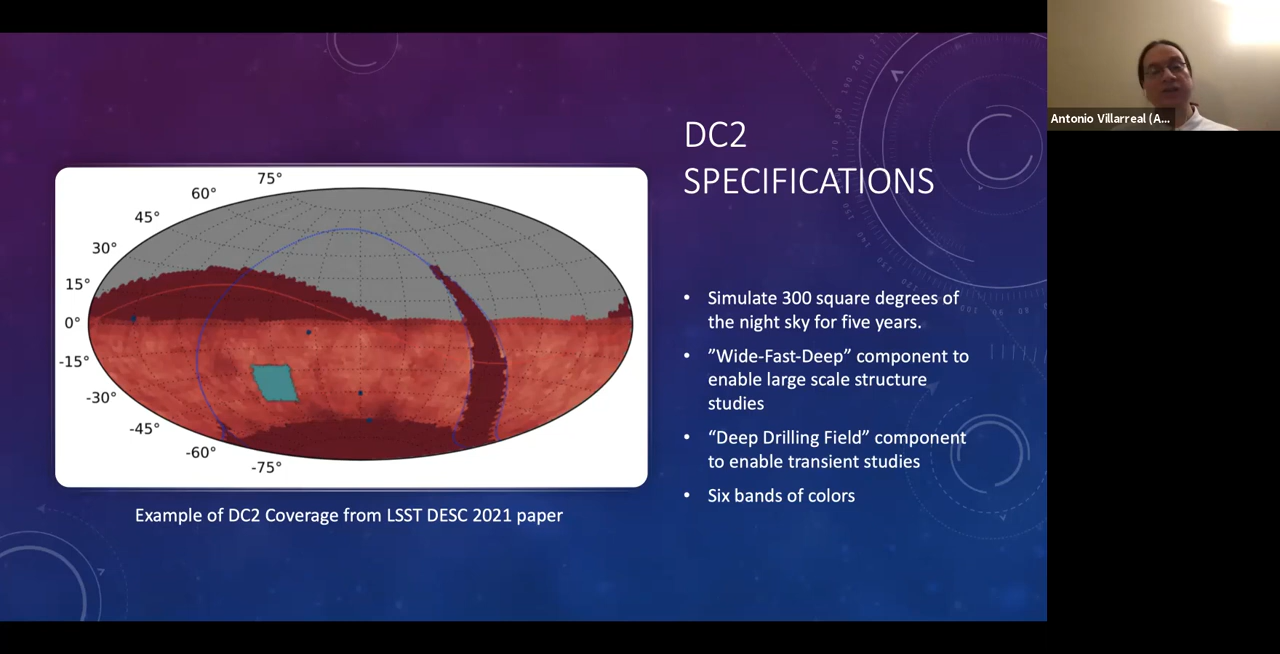 DC2
SPECIFICATIONS
75°
60°
45°
30°
15°
0°
-15°
-30°
-45°
-60°
-75°
Example of DC2 Coverage from LSST DESC 2021 paper
• Simulate 300 square degrees of
the night sky for five years.
• ”Wide-Fast-Deep” component to
enable large scale structure
studies
• “Deep Drilling Field” component
to enable transient studies
• Six bands of colors
Antonio Villarreal (A...